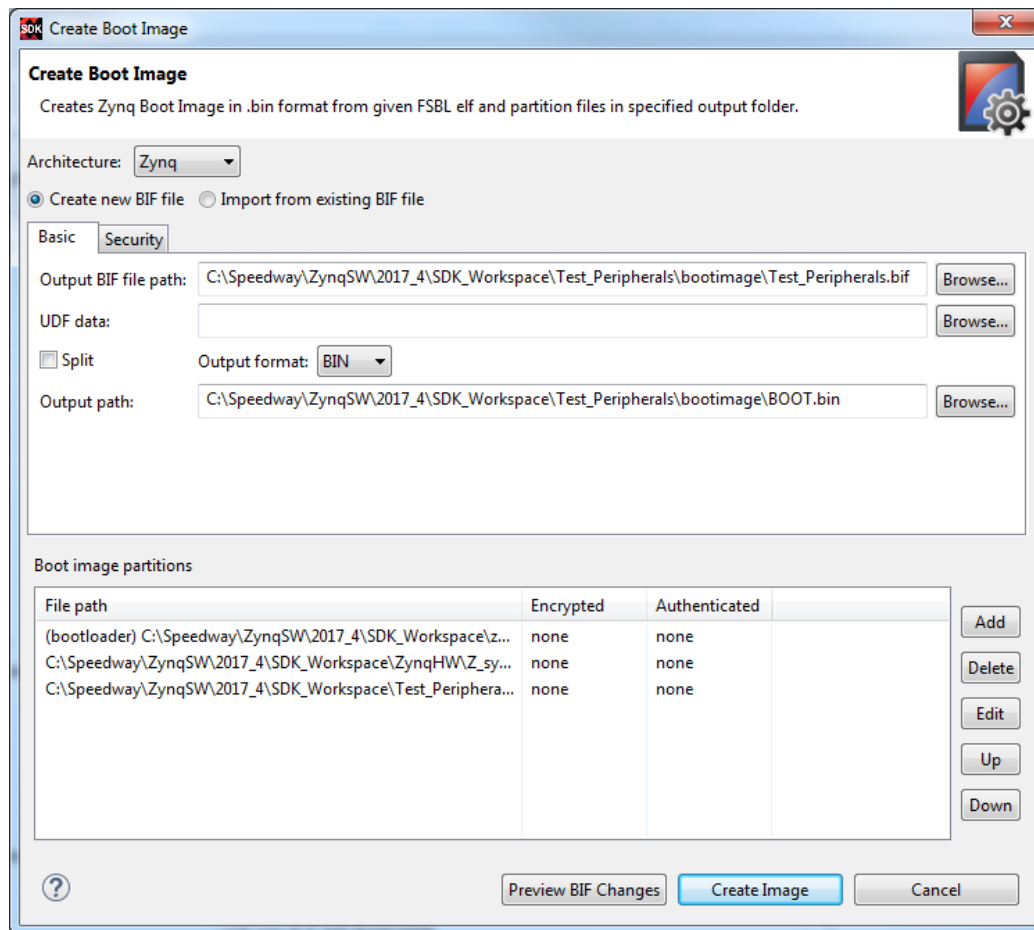 SDK Create Boot Image
Create Boot Image
Creates Zynq Boot Image in .bin format from given FSBL elf and partition files in specified output folder.
Architecture: Zynq
Create new BIF file Import from existing BIF file
Basic Security
Output BIF file path: C:\Speedway\ZynqSW\2017_4\SDK_Workspace\Test_Peripherals\bootimage\Test_Peripherals.bif Browse...
UDF data: Browse...
Split Output format: BIN
Output path: C:\Speedway\ZynqSW\2017_4\SDK_Workspace\Test_Peripherals\bootimage\BOOT.bin Browse...
Boot image partitions
File path Encrypted Authenticated
Add
(bootloader) C:\Speedway\ZynqSW\2017_4\SDK_Workspace\z... none none
C:\Speedway\ZynqSW\2017_4\SDK_Workspace\ZynqHW\Z_sy... none none
Delete
C:\Speedway\ZynqSW\2017_4\SDK_Workspace\Test_Periphera... none none
Edit
Up
Down
? Preview BIF Changes Create Image Cancel